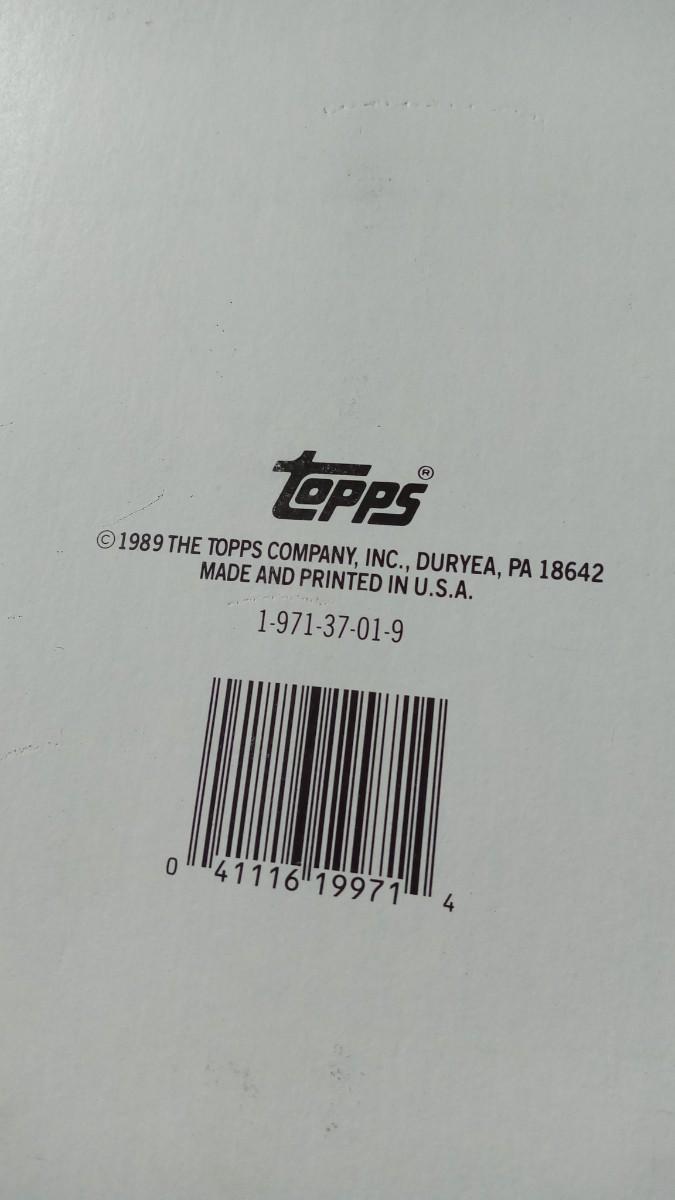 topps®
©1989 THE TOPPS COMPANY, INC., DURYEA, PA 18642
MADE AND PRINTED IN U.S.A.
1-971-37-01-9
0 41116 19971 4